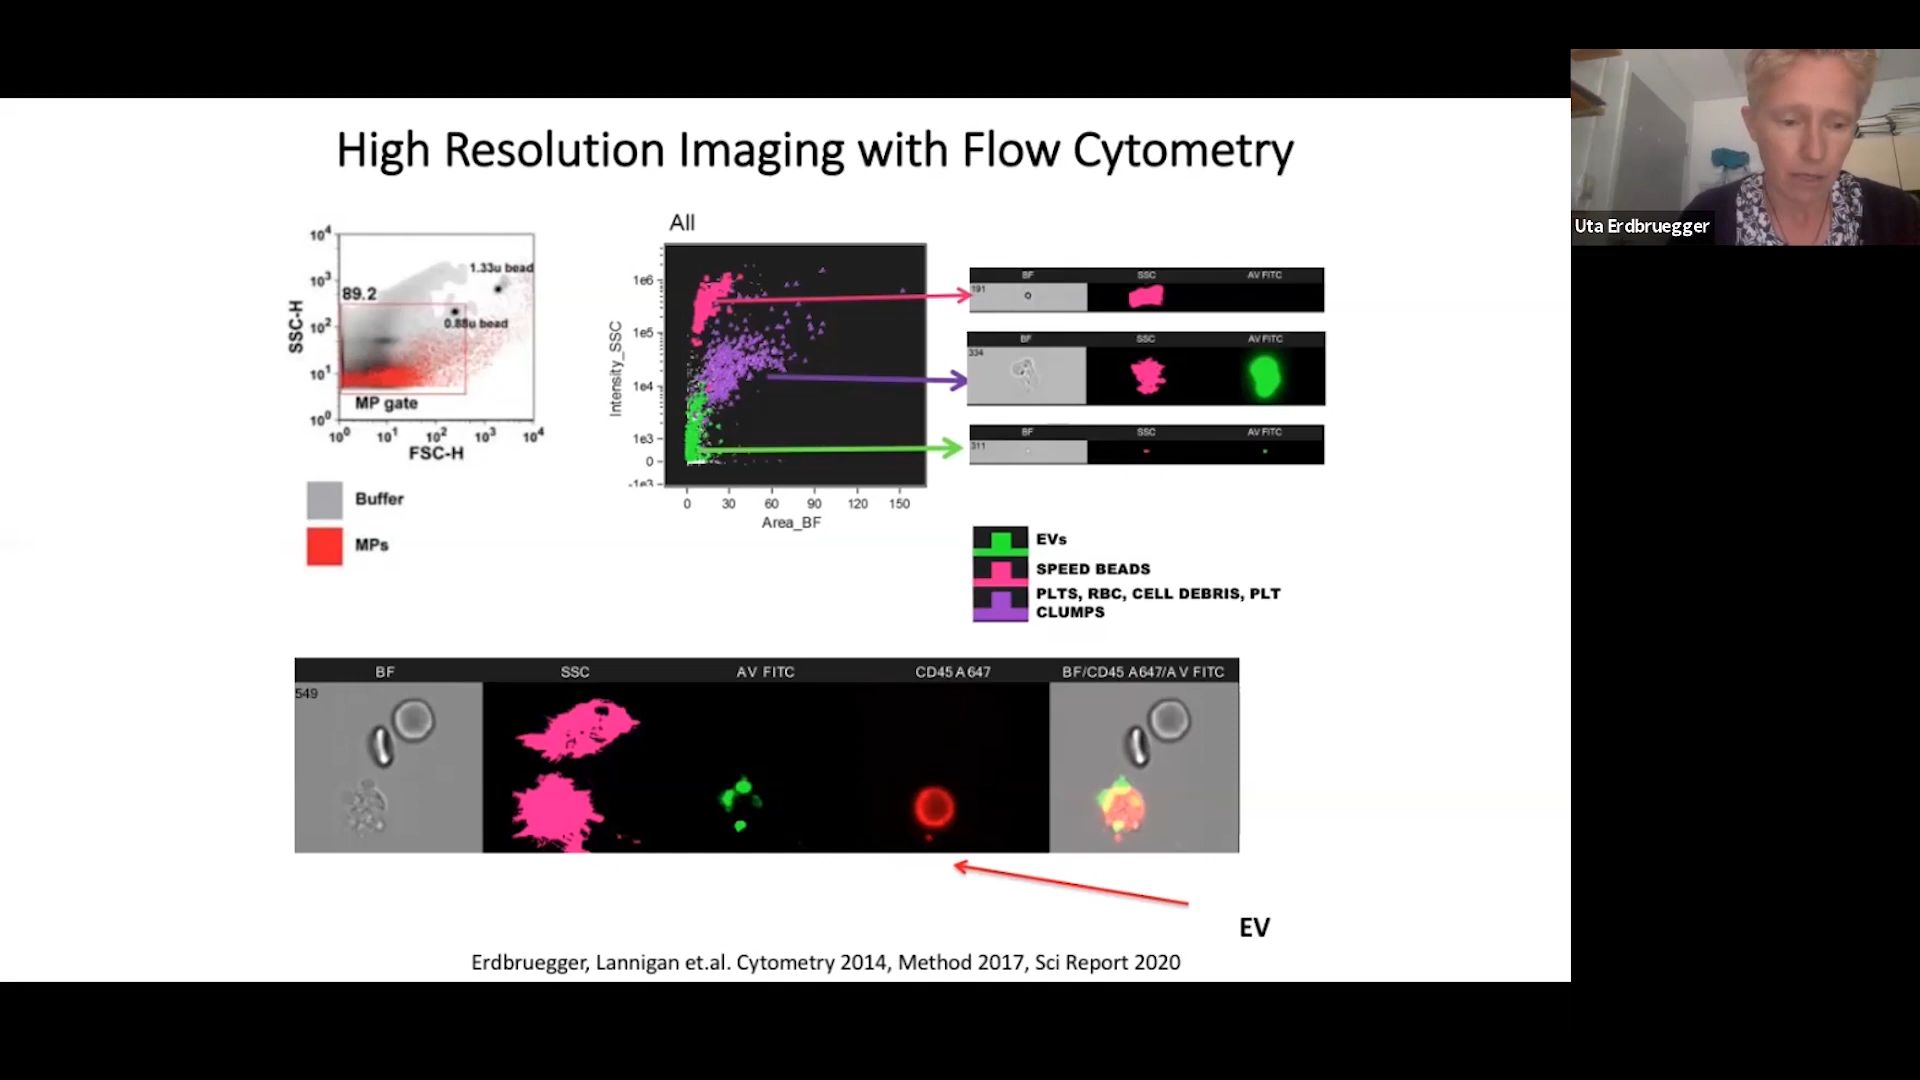 High Resolution Imaging with Flow Cytometry
Uta Erdbruegger
10⁴
10³
10²
10¹
10⁰
SSC-H
89.2
1.33u bead
0.88u bead
MP gate
10⁰ 10¹ 10² 10³ 10⁴
FSC-H
Buffer
MPs
All
1e6
1e5
1e4
1e3
0
-1e3
Intensity_SSC
0 30 60 90 120 150
Area_BF
BF SSC AV FITC
191
BF SSC AV FITC
334
BF SSC AV FITC
311
EVs
SPEED BEADS
PLTS, RBC, CELL DEBRIS, PLT
CLUMPS
BF SSC AV FITC CD45 A647 BF/CD45 A647/AV FITC
549
EV
Erdbruegger, Lannigan et.al. Cytometry 2014, Method 2017, Sci Report 2020